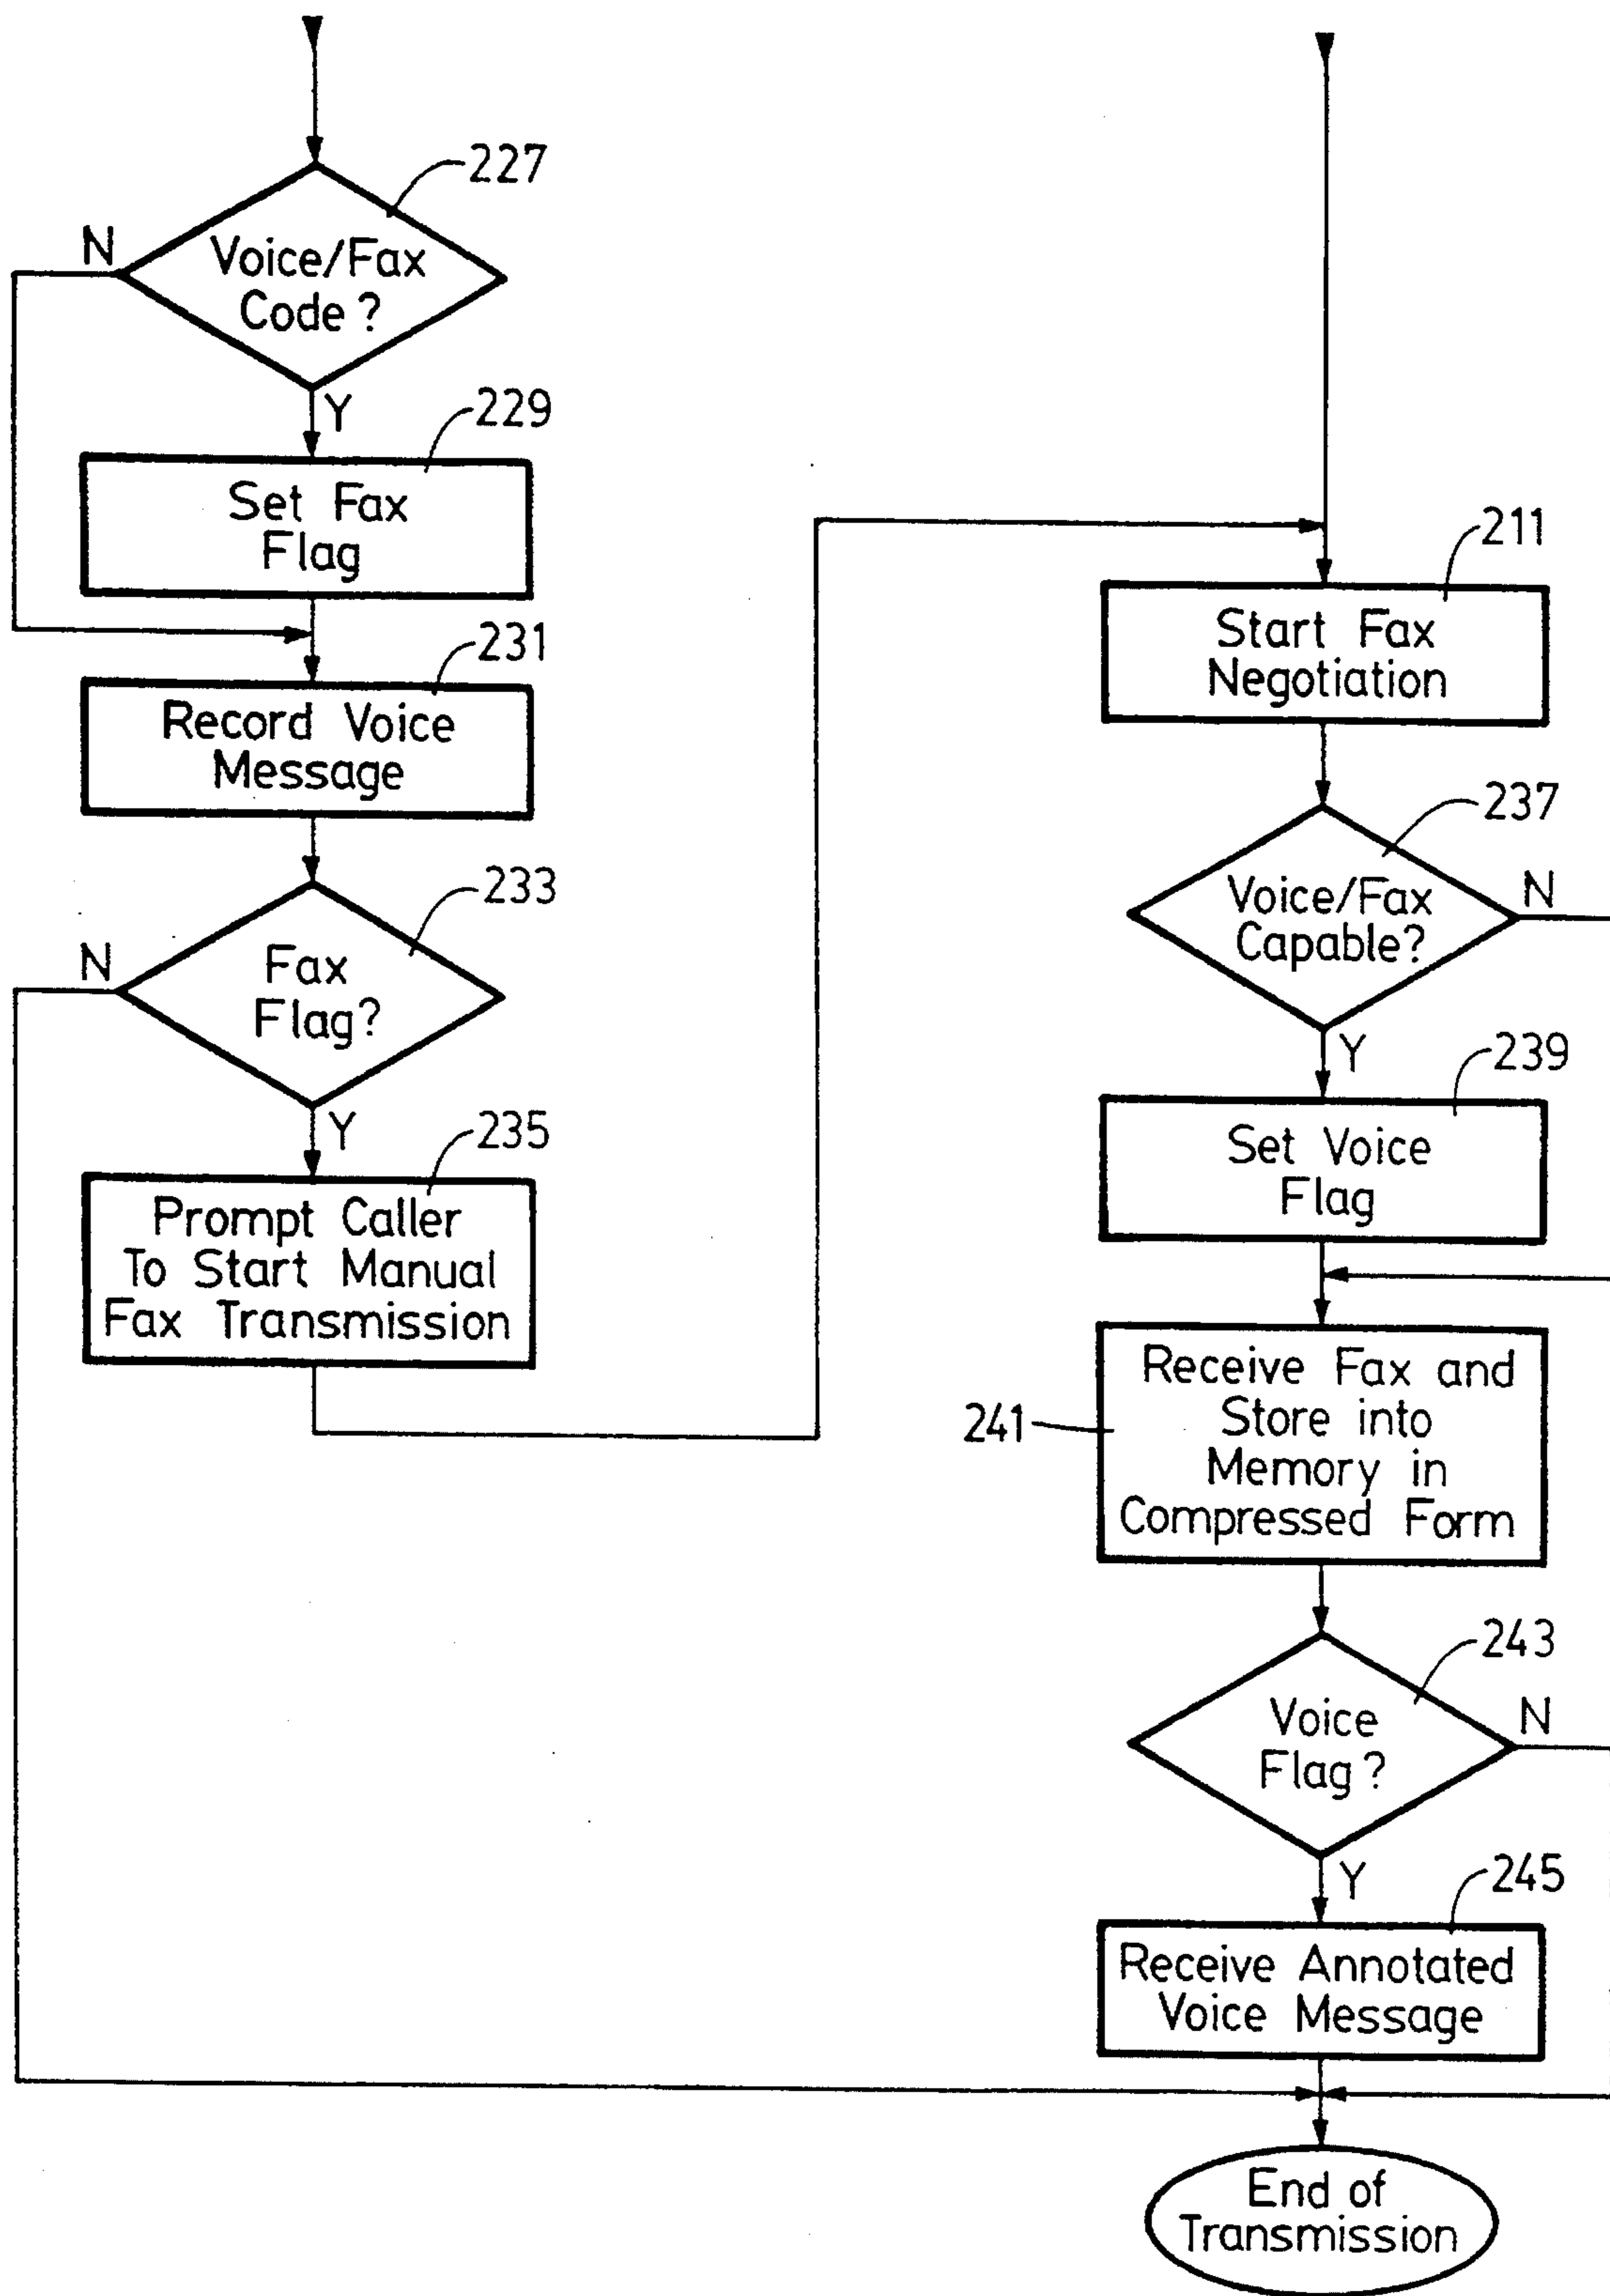 227
N
Voice/Fax
Code?
Y
229
Set Fax
Flag
231
Record Voice
Message
233
N
Fax
Flag?
Y
235
Prompt Caller
To Start Manual
Fax Transmission
211
Start Fax
Negotiation
237
Voice/Fax
Capable?
N
Y
239
Set Voice
Flag
241
Receive Fax and
Store into
Memory in
Compressed Form
243
Voice
Flag?
N
Y
245
Receive Annotated
Voice Message
End of
Transmission